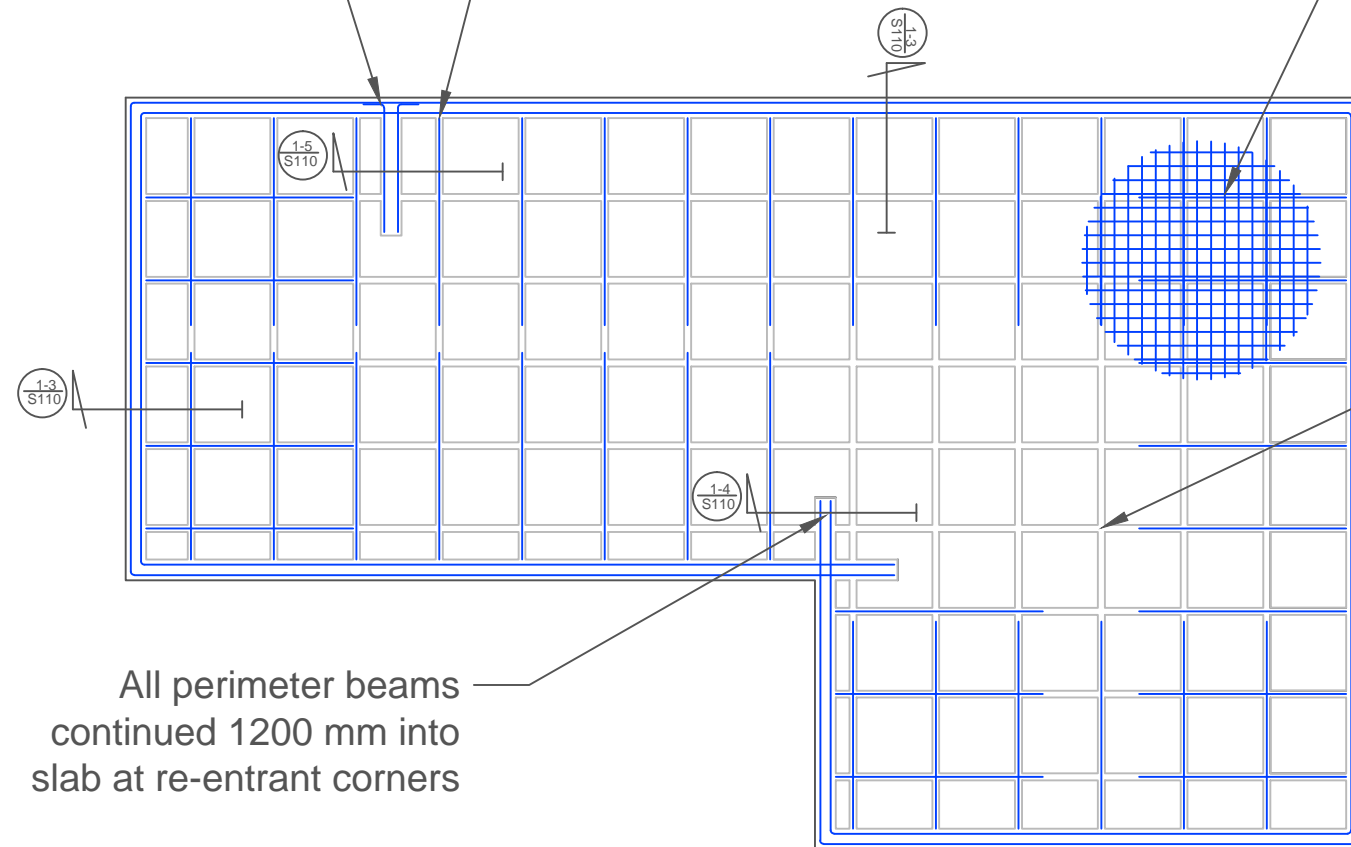 1-3
S110
1-5
S110
1-3
S110
1-4
S110
All perimeter beams
continued 1200 mm into
slab at re-entrant corners